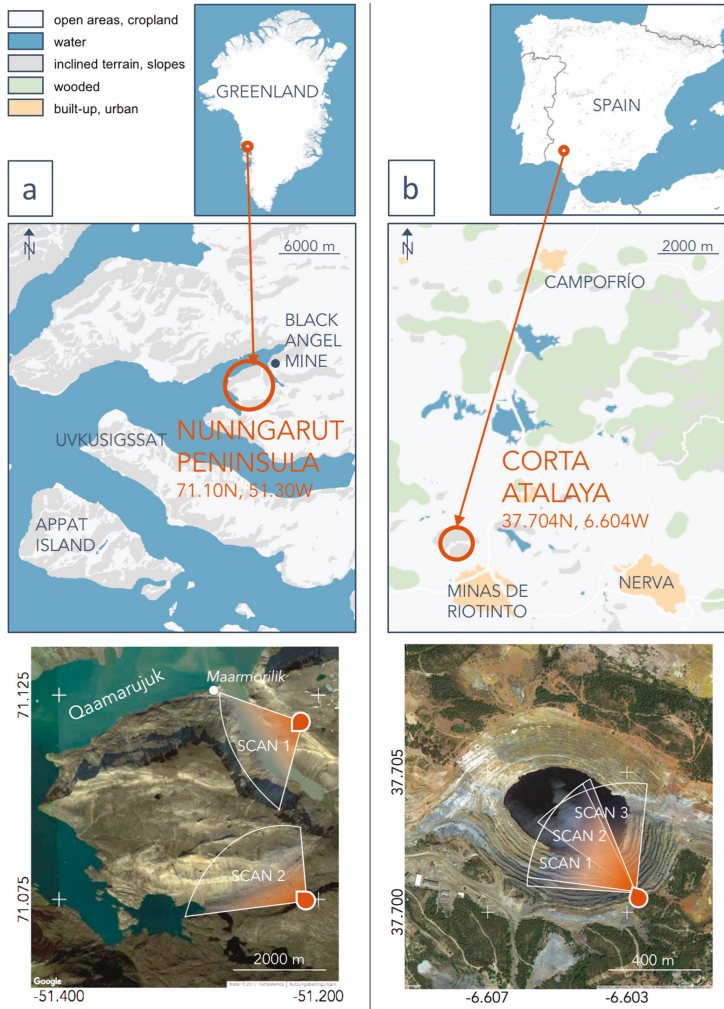 open areas, cropland
water
inclined terrain, slopes
wooded
built-up, urban
GREENLAND
a
N
6000 m
BLACK
ANGEL
MINE
NUNNGARUT
PENINSULA
71.10N, 51.30W
UVKUSIGSSAT
APPAT
ISLAND
Qaamarujuk
Maarmorilik
SCAN 1
SCAN 2
71.125
71.075
2000 m
Google
-51.400
-51.200
SPAIN
b
N
2000 m
CAMPOFRÍO
CORTA
ATALAYA
37.704N, 6.604W
MINAS DE
RIOTINTO
NERVA
SCAN 3
SCAN 2
SCAN 1
37.705
37.700
400 m
-6.607
-6.603